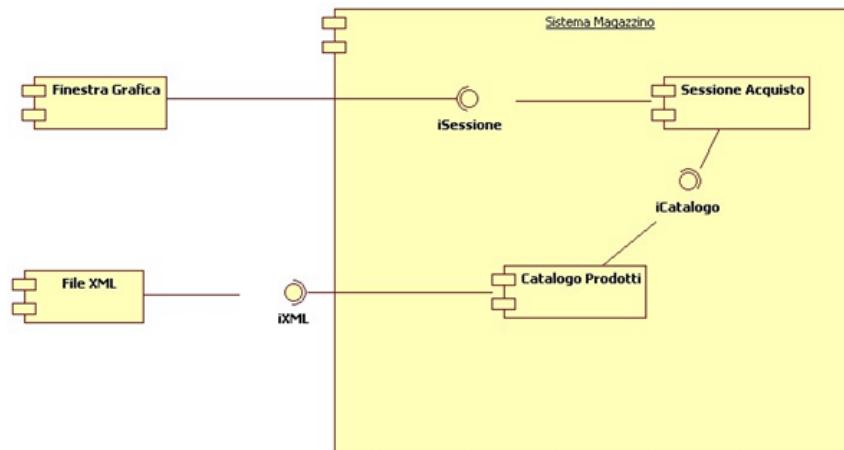 Sistema Magazzino
Finestra Grafica
Sessione Acquisto
iSessione
iCatalogo
File XML
Catalogo Prodotti
iXML